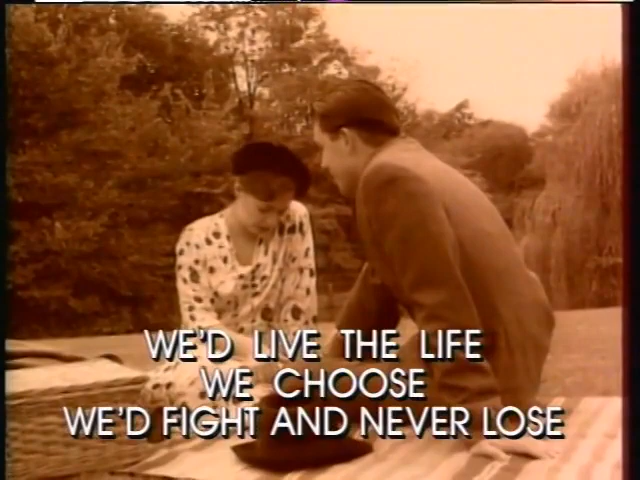 WE'D LIVE THE LIFE
WE CHOOSE
WE'D FIGHT AND NEVER LOSE